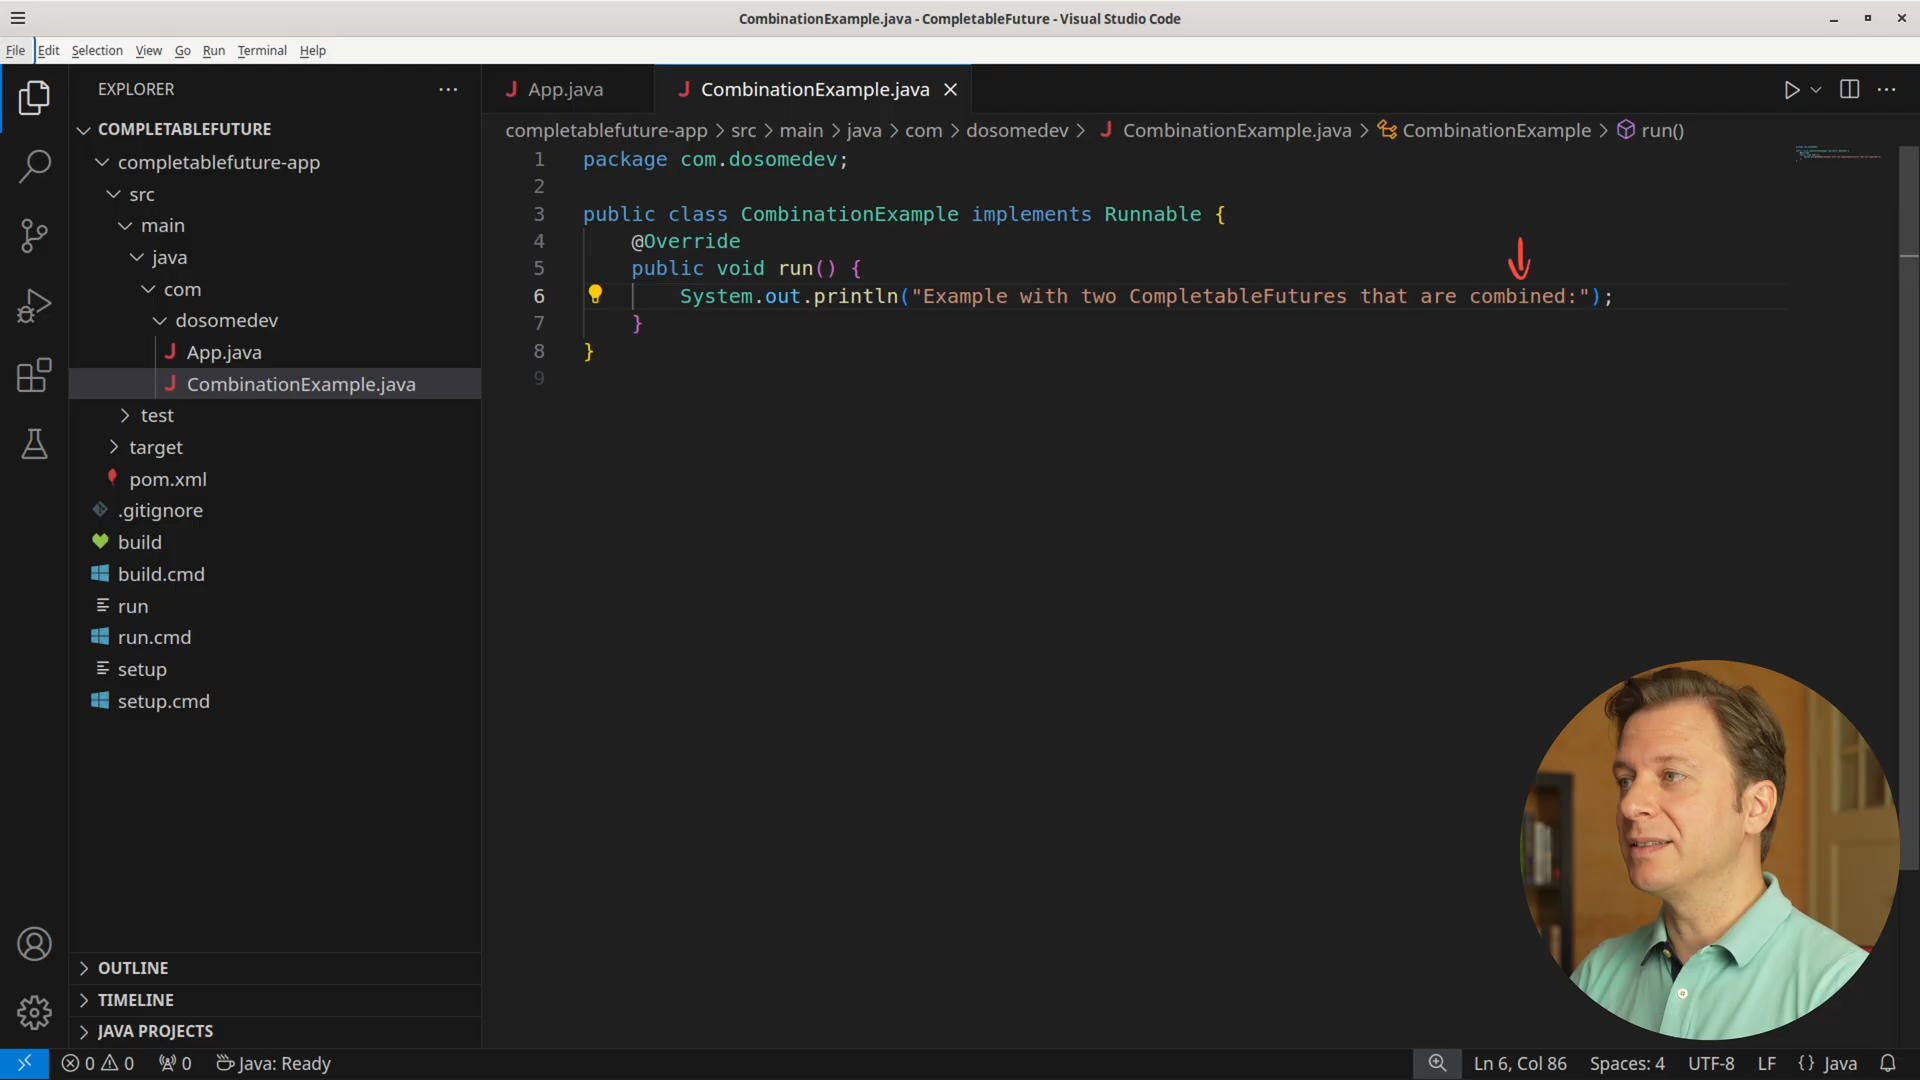 CombinationExample.java - CompletableFuture - Visual Studio Code
File Edit Selection View Go Run Terminal Help
EXPLORER
COMPLETABLEFUTURE
completablefuture-app
src
main
java
com
dosomedev
App.java
CombinationExample.java
test
target
pom.xml
.gitignore
build
build.cmd
run
run.cmd
setup
setup.cmd
OUTLINE
TIMELINE
JAVA PROJECTS
App.java CombinationExample.java
completablefuture-app > src > main > java > com > dosomedev > CombinationExample.java > CombinationExample > run()
1 package com.dosomedev;
2
3 public class CombinationExample implements Runnable {
4 @Override
5 public void run() {
6 System.out.println("Example with two CompletableFutures that are combined:");
7 }
8 }
9
0 0 0 Java: Ready Ln 6, Col 86 Spaces: 4 UTF-8 LF {} Java